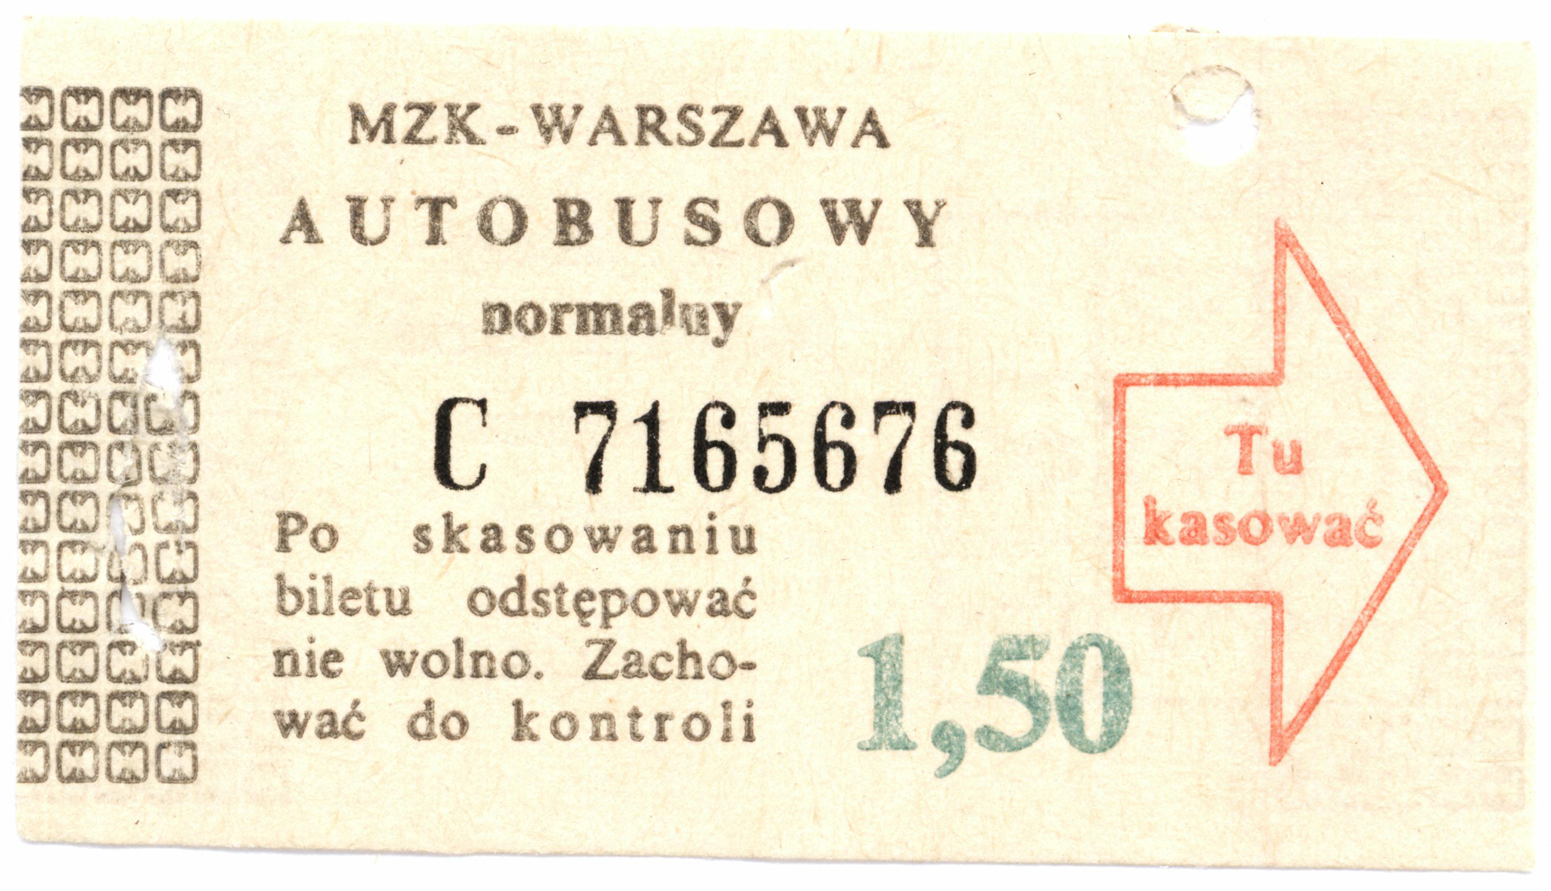 MZK-WARSZAWA
AUTOBUSOWY
normalny
C 7165676
Po skasowaniu
biletu odstępować
nie wolno. Zacho-
wać do kontroli
1,50
Tu
kasować